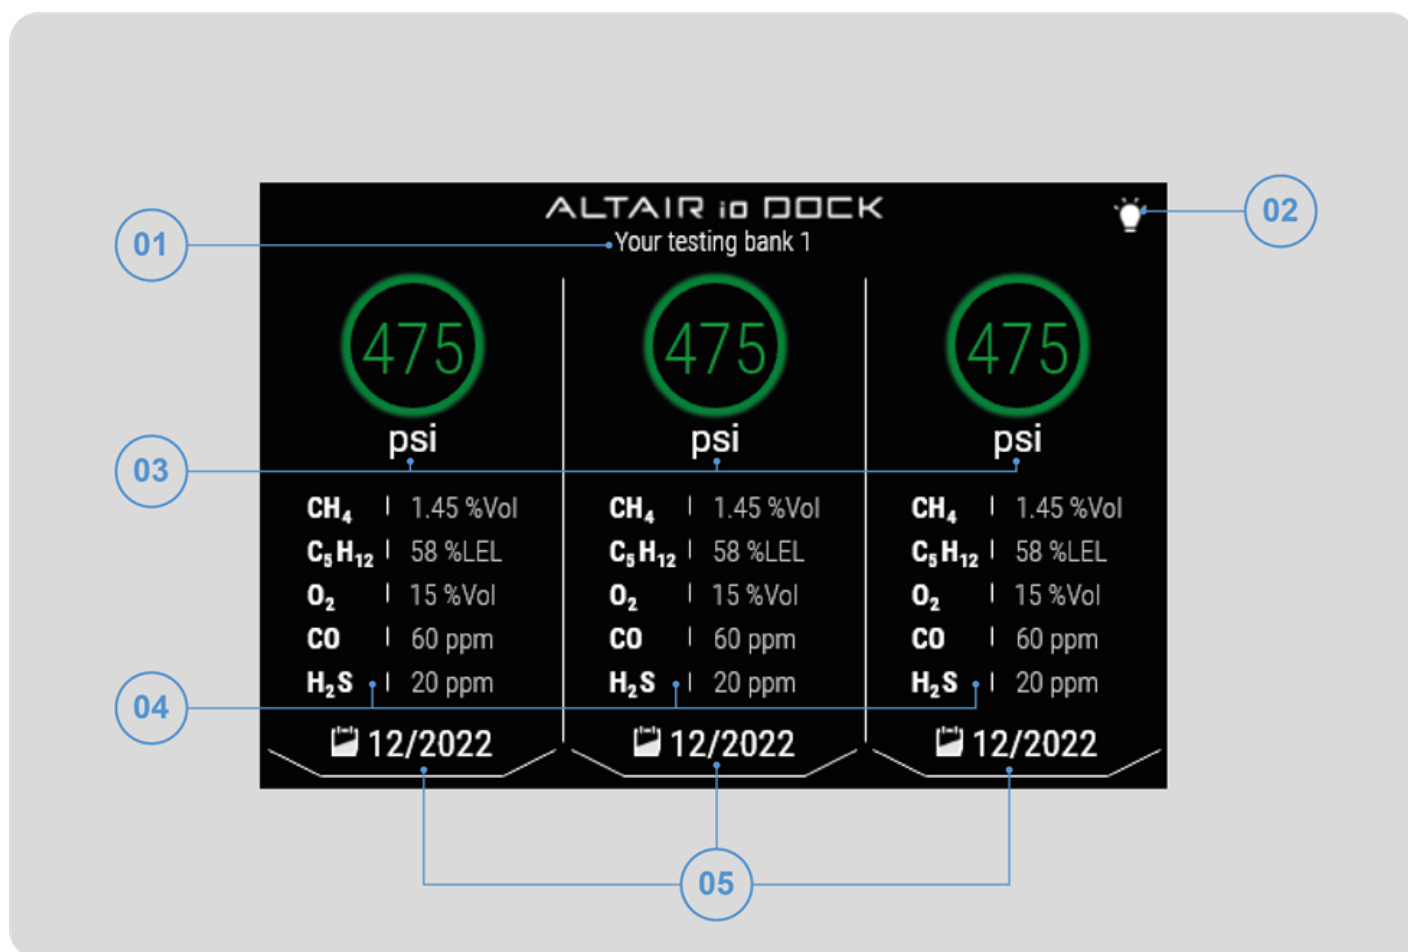 ALTAIR io DOCK
02
01
Your testing bank 1
475 475 475
psi psi psi
03
CH₄ 1.45 %Vol CH₄ 1.45 %Vol CH₄ 1.45 %Vol
C₅H₁₂ 58 %LEL C₅H₁₂ 58 %LEL C₅H₁₂ 58 %LEL
O₂ 15 %Vol O₂ 15 %Vol O₂ 15 %Vol
CO 60 ppm CO 60 ppm CO 60 ppm
H₂S 20 ppm H₂S 20 ppm H₂S 20 ppm
04
12/2022 12/2022 12/2022
05